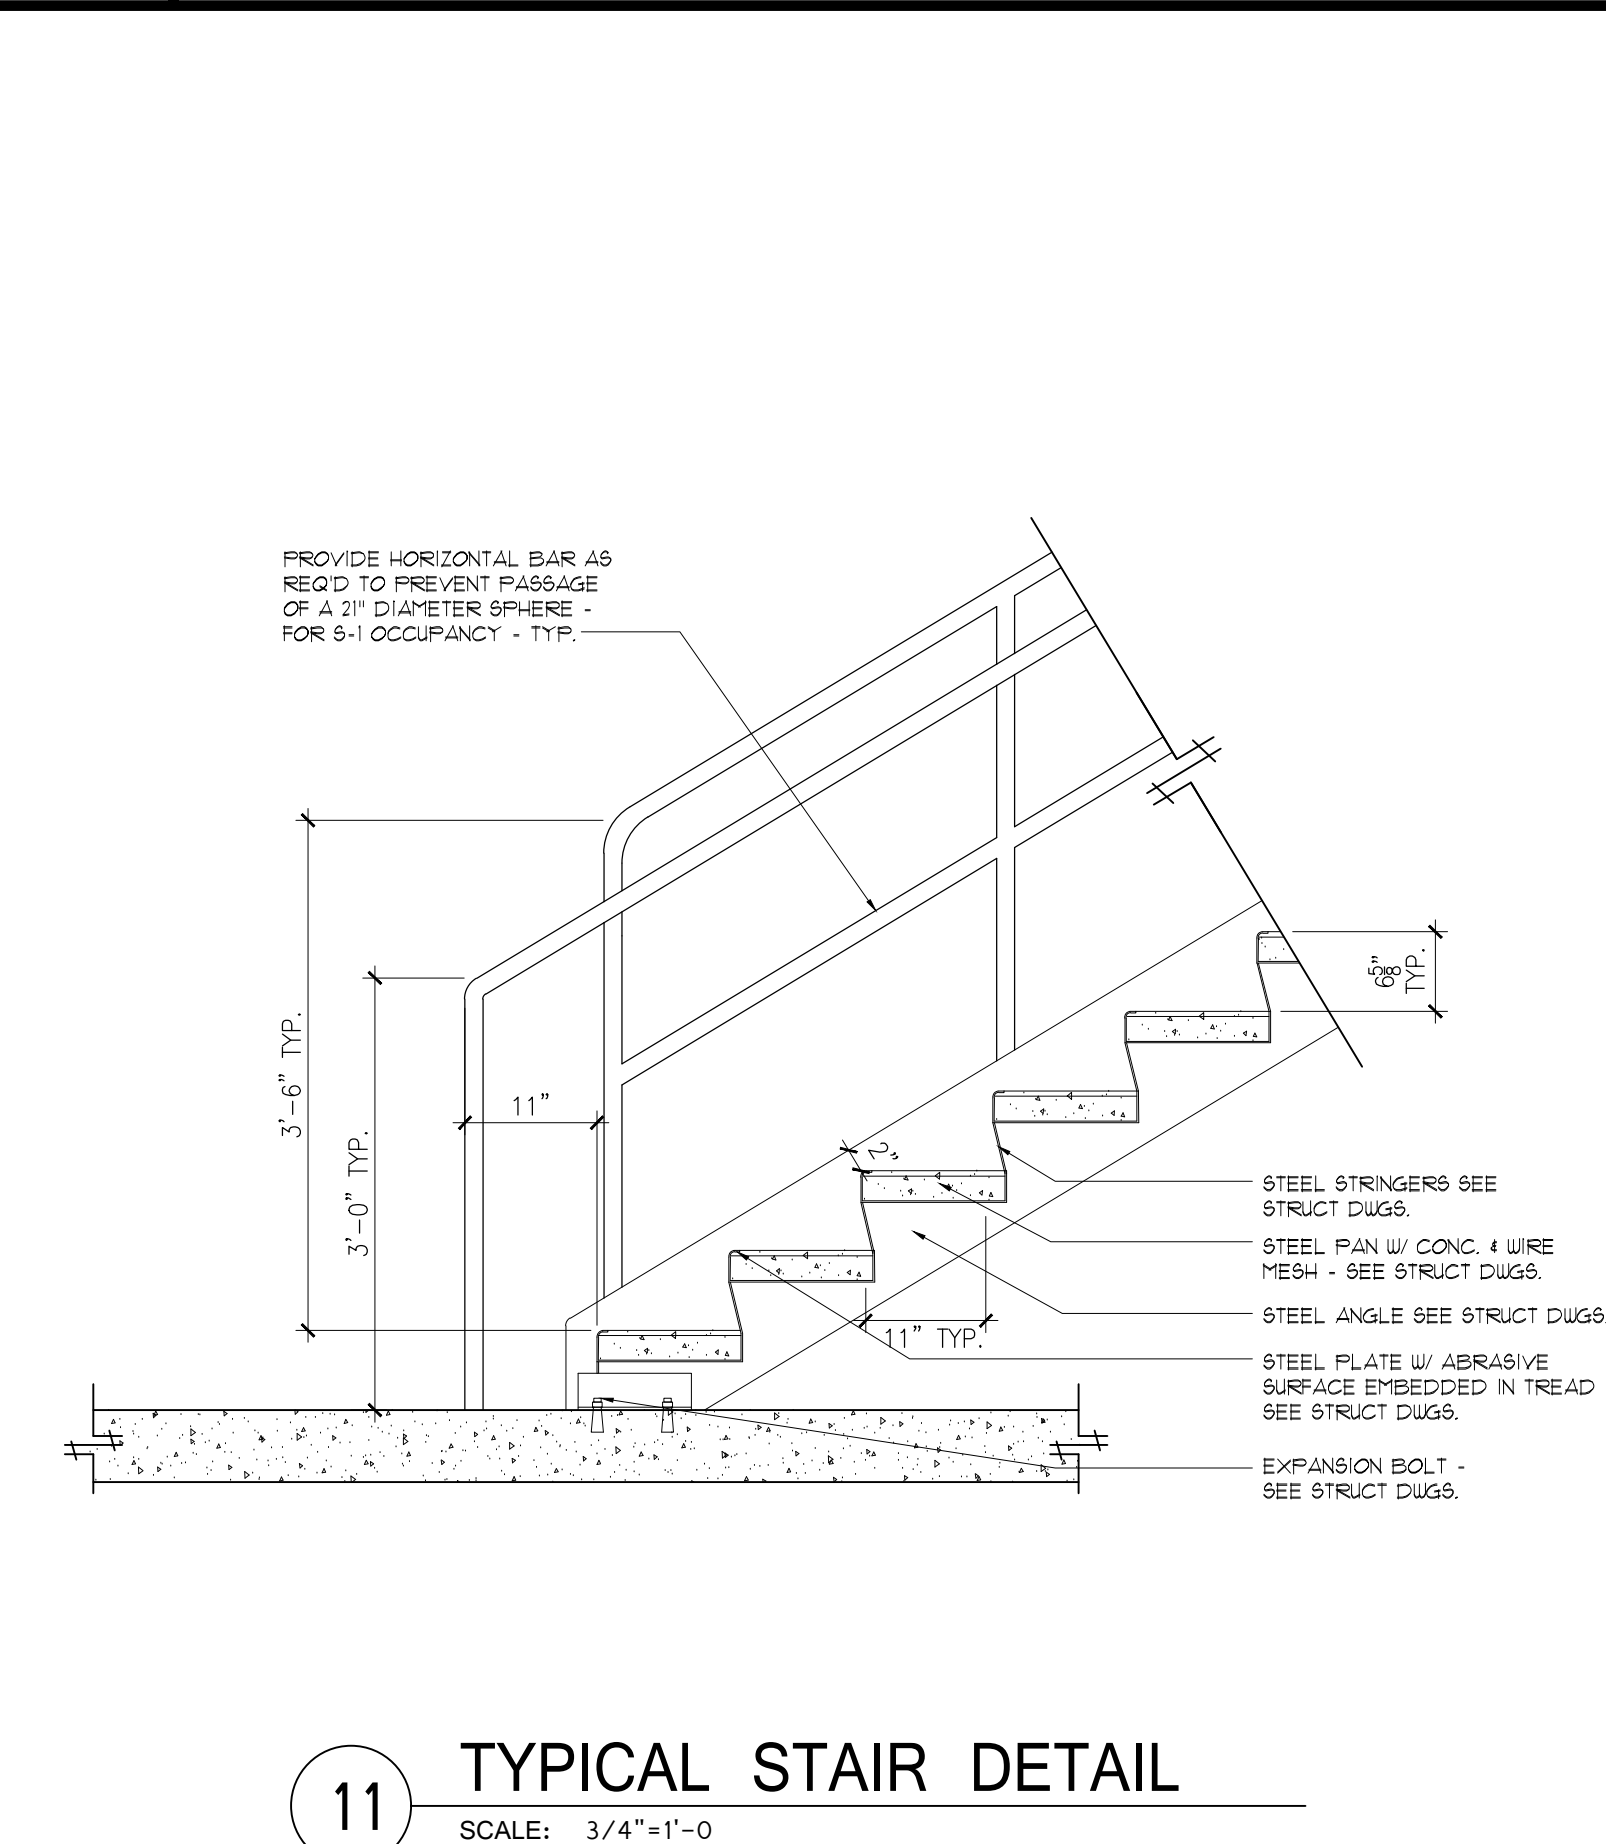 PROVIDE HORIZONTAL BAR AS
REQ'D TO PREVENT PASSAGE
OF A 21" DIAMETER SPHERE -
FOR S-1 OCCUPANCY - TYP.
3'-6" TYP.
3'-0" TYP.
11"
2"
11" TYP.
6 5/8"
TYP.
STEEL STRINGERS SEE
STRUCT DWGS.
STEEL PAN W/ CONC. & WIRE
MESH - SEE STRUCT DWGS.
STEEL ANGLE SEE STRUCT DWGS.
STEEL PLATE W/ ABRASIVE
SURFACE EMBEDDED IN TREAD
SEE STRUCT DWGS.
EXPANSION BOLT -
SEE STRUCT DWGS.
11
TYPICAL STAIR DETAIL
SCALE: 3/4"=1'-0